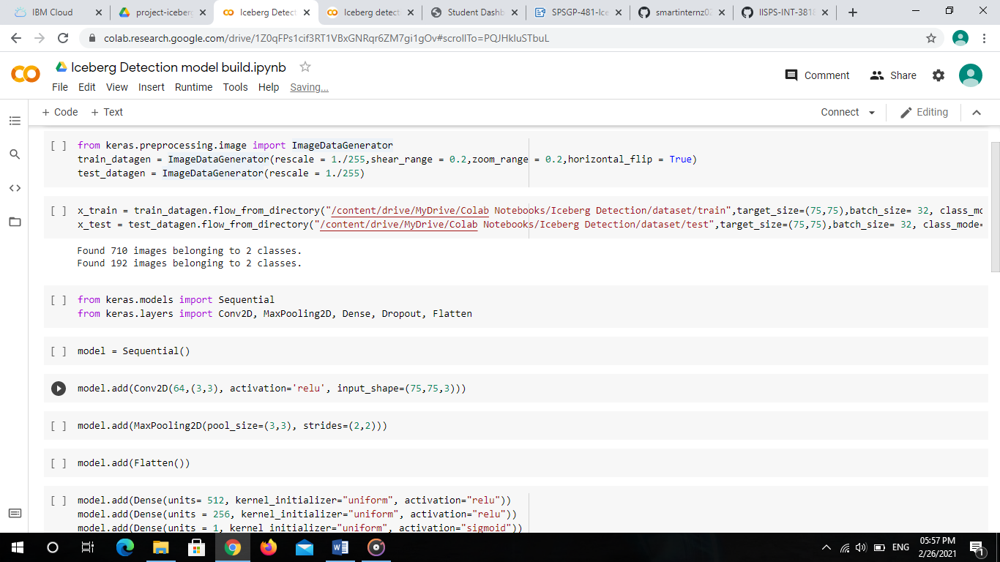 IBM Cloud
project-iceberg
Iceberg Detect
Iceberg detect
Student Dashb
SPSGP-481-Ice
smartinternz02
IISPS-INT-3818
colab.research.google.com/drive/1Z0qFPs1cif3RT1VBxGNRqr6ZM7gi1gOv#scrollTo=PQJHkIuSTbuL
Iceberg Detection model build.ipynb
Comment
Share
File Edit View Insert Runtime Tools Help Saving...
+ Code + Text
Connect
Editing
[ ] from keras.preprocessing.image import ImageDataGenerator
train_datagen = ImageDataGenerator(rescale = 1./255,shear_range = 0.2,zoom_range = 0.2,horizontal_flip = True)
test_datagen = ImageDataGenerator(rescale = 1./255)
[ ] x_train = train_datagen.flow_from_directory("/content/drive/MyDrive/Colab Notebooks/Iceberg Detection/dataset/train",target_size=(75,75),batch_size= 32, class_mo
x_test = test_datagen.flow_from_directory("/content/drive/MyDrive/Colab Notebooks/Iceberg Detection/dataset/test",target_size=(75,75),batch_size= 32, class_mode=
Found 710 images belonging to 2 classes.
Found 192 images belonging to 2 classes.
[ ] from keras.models import Sequential
from keras.layers import Conv2D, MaxPooling2D, Dense, Dropout, Flatten
[ ] model = Sequential()
model.add(Conv2D(64,(3,3), activation='relu', input_shape=(75,75,3)))
[ ] model.add(MaxPooling2D(pool_size=(3,3), strides=(2,2)))
[ ] model.add(Flatten())
[ ] model.add(Dense(units= 512, kernel_initializer="uniform", activation="relu"))
model.add(Dense(units = 256, kernel_initializer="uniform", activation="relu"))
model.add(Dense(units = 1, kernel_initializer="uniform", activation="sigmoid"))
ENG
05:57 PM
2/26/2021
1